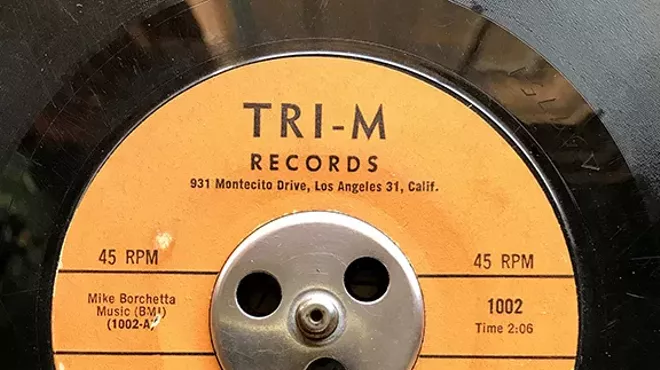 TRI-M
RECORDS
931 Montecito Drive, Los Angeles 31, Calif.
45 RPM
45 RPM
Mike Borchetta
Music (BMI)
(1002-A)
1002
Time 2:06